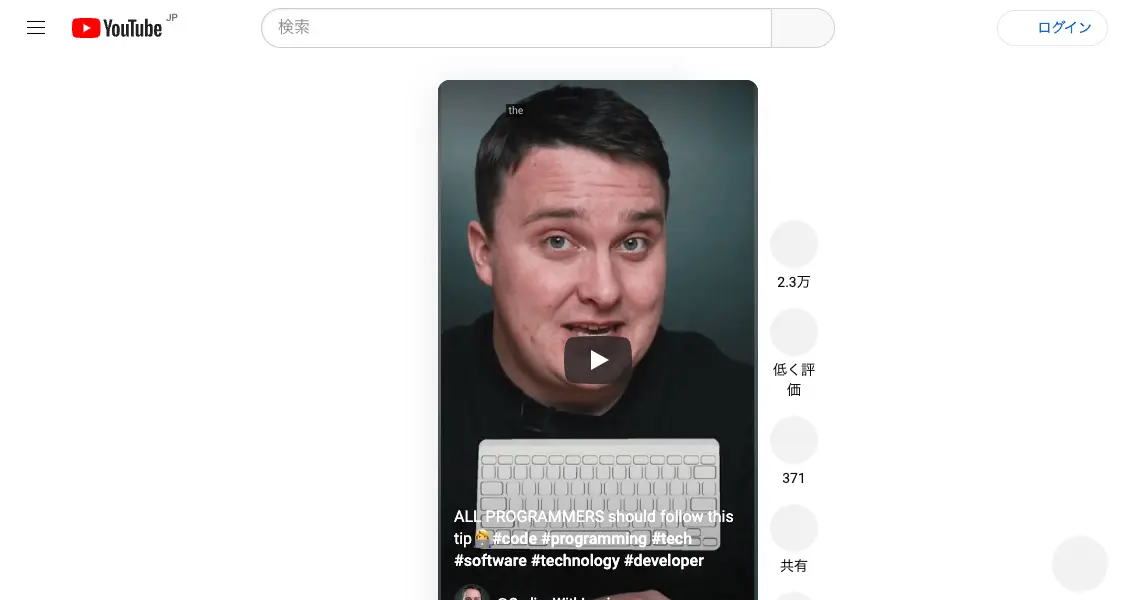 YouTube JP
検索
ログイン
the
2.3万
低く評
価
371
ALL PROGRAMMERS should follow this
tip🤦#code #programming #tech
#software #technology #developer
共有